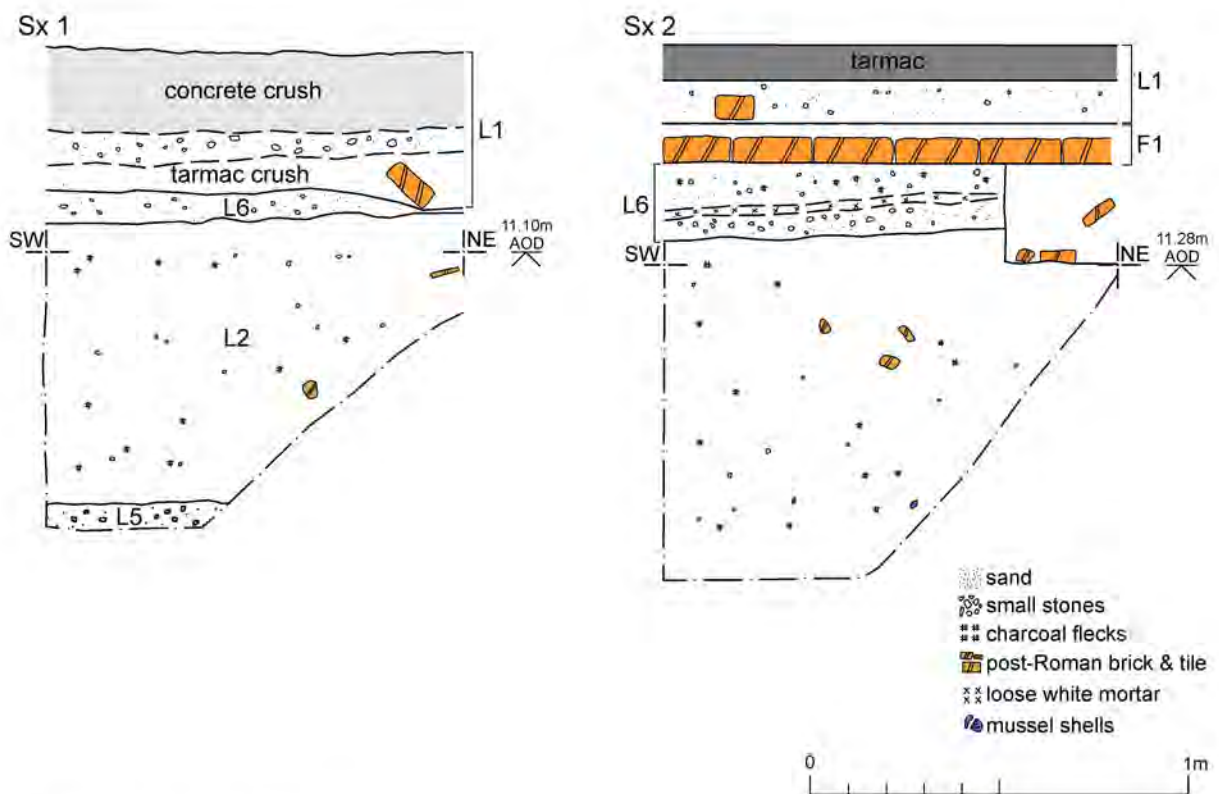 Sx 1
concrete crush
L1
tarmac crush
L6
SW
NE
11.10m
AOD
L2
L5
Sx 2
tarmac
L1
F1
L6
SW
NE
11.28m
AOD
sand
small stones
charcoal flecks
post-Roman brick & tile
loose white mortar
mussel shells
0
1m